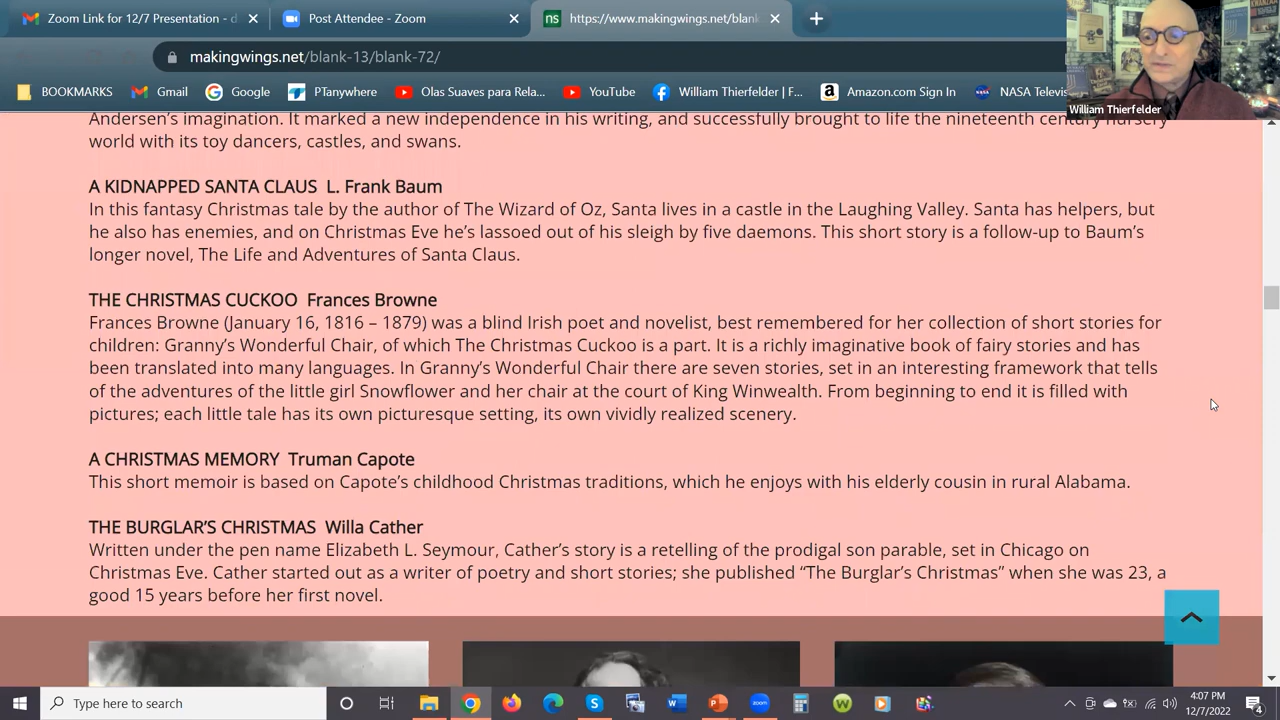 Zoom Link for 12/7 Presentation - d
Post Attendee - Zoom
ns
https://www.makingwings.net/blank
makingwings.net/blank-13/blank-72/
BOOKMARKS
Gmail
Google
PTanywhere
Olas Suaves para Rela...
YouTube
William Thierfelder | F...
Amazon.com Sign In
NASA Televis
William Thierfelder
Andersen's imagination. It marked a new independence in his writing, and successfully brought to life the nineteenth century nursery
world with its toy dancers, castles, and swans.
A KIDNAPPED SANTA CLAUS L. Frank Baum
In this fantasy Christmas tale by the author of The Wizard of Oz, Santa lives in a castle in the Laughing Valley. Santa has helpers, but
he also has enemies, and on Christmas Eve he's lassoed out of his sleigh by five daemons. This short story is a follow-up to Baum's
longer novel, The Life and Adventures of Santa Claus.
THE CHRISTMAS CUCKOO Frances Browne
Frances Browne (January 16, 1816 – 1879) was a blind Irish poet and novelist, best remembered for her collection of short stories for
children: Granny's Wonderful Chair, of which The Christmas Cuckoo is a part. It is a richly imaginative book of fairy stories and has
been translated into many languages. In Granny's Wonderful Chair there are seven stories, set in an interesting framework that tells
of the adventures of the little girl Snowflower and her chair at the court of King Winwealth. From beginning to end it is filled with
pictures; each little tale has its own picturesque setting, its own vividly realized scenery.
A CHRISTMAS MEMORY Truman Capote
This short memoir is based on Capote's childhood Christmas traditions, which he enjoys with his elderly cousin in rural Alabama.
THE BURGLAR'S CHRISTMAS Willa Cather
Written under the pen name Elizabeth L. Seymour, Cather's story is a retelling of the prodigal son parable, set in Chicago on
Christmas Eve. Cather started out as a writer of poetry and short stories; she published “The Burglar's Christmas” when she was 23, a
good 15 years before her first novel.
Type here to search
4:07 PM
12/7/2022
4